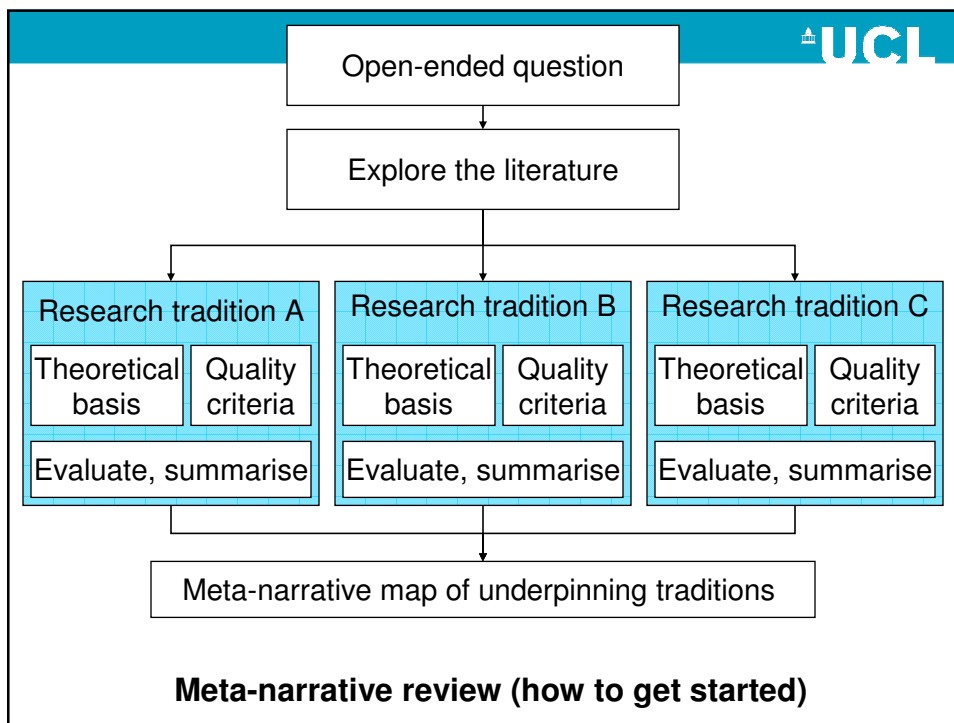 UCL
Open-ended question
Explore the literature
Research tradition A
Theoretical
basis
Quality
criteria
Evaluate, summarise
Research tradition B
Theoretical
basis
Quality
criteria
Evaluate, summarise
Research tradition C
Theoretical
basis
Quality
criteria
Evaluate, summarise
Meta-narrative map of underpinning traditions
Meta-narrative review (how to get started)